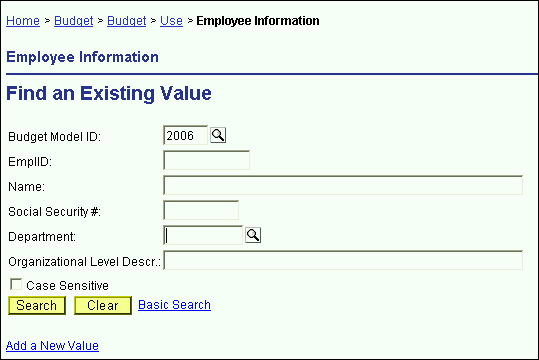 Home > Budget > Budget > Use > Employee Information
Employee Information
Find an Existing Value
Budget Model ID: 2006
EmplID:
Name:
Social Security #:
Department:
Organizational Level Descr.:
Case Sensitive
Search Clear Basic Search
Add a New Value